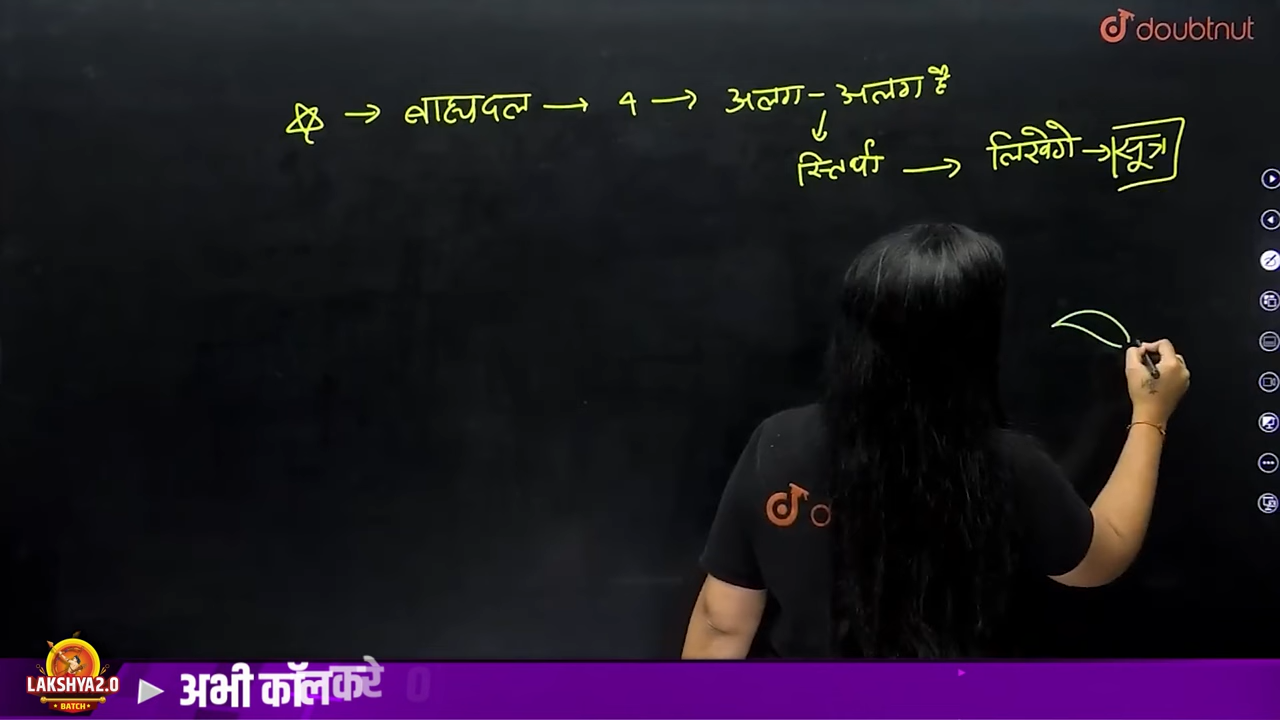 doubtnut
→ बाह्यदल → 4 → अलग - अलग है
↓
स्तिथी → लिखेगे → सूत्र
LAKSHYA2.0
BATCH
अभी कॉल करे